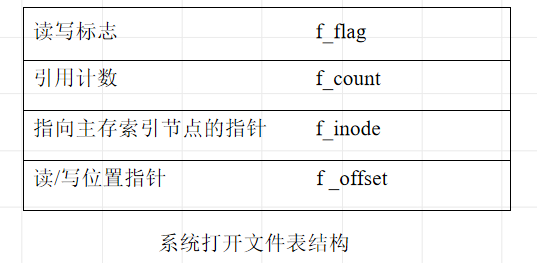 读写标志 f_flag
引用计数 f_count
指向主存索引节点的指针 f_inode
读/写位置指针 f _offset
系统打开文件表结构